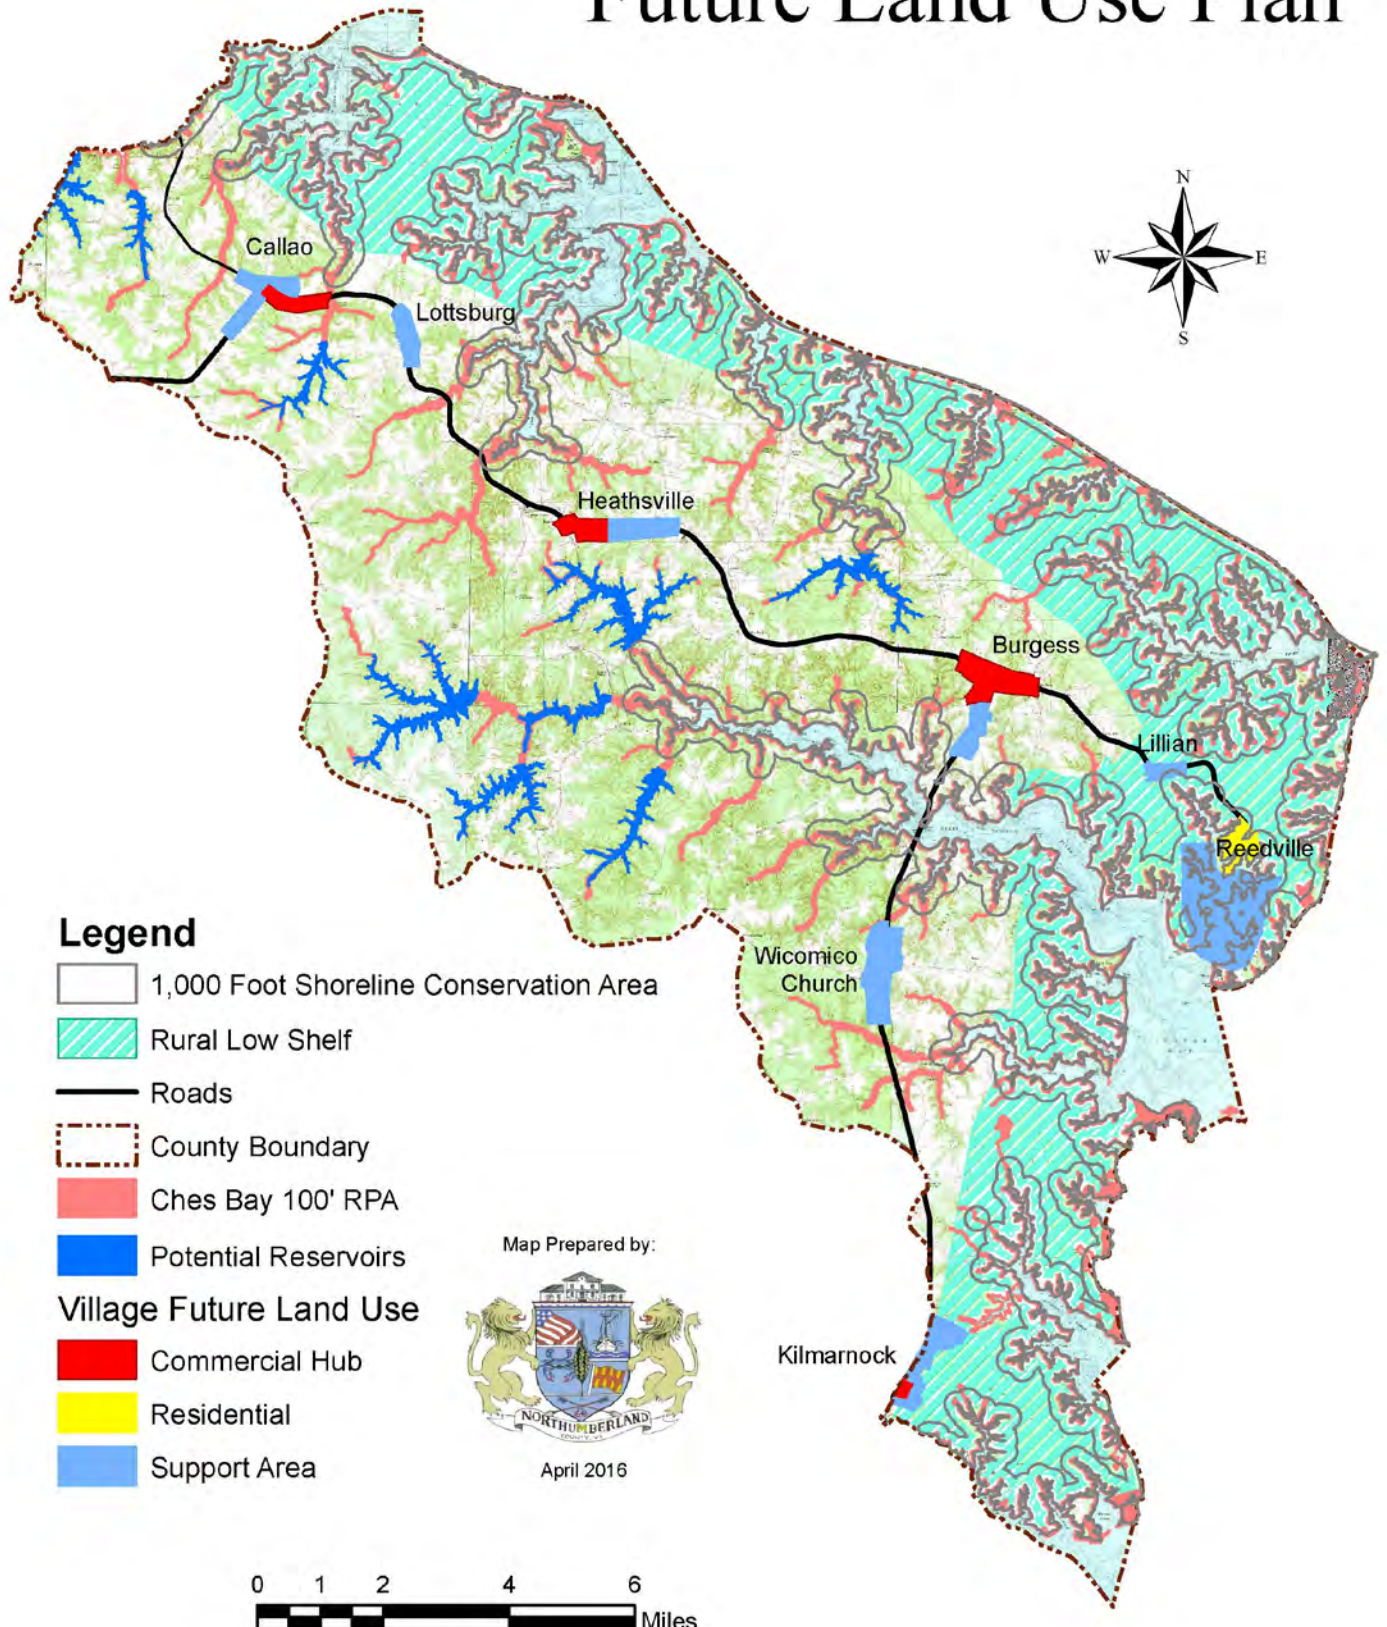 Future Land Use Plan
N
W
E
S
Callao
Lottsburg
Heathsville
Burgess
Lillian
Reedville
Wicomico
Church
Kilmarnock
Legend
1,000 Foot Shoreline Conservation Area
Rural Low Shelf
Roads
County Boundary
Ches Bay 100' RPA
Potential Reservoirs
Village Future Land Use
Commercial Hub
Residential
Support Area
Map Prepared by:
NORTHUMBERLAND
April 2016
0 1 2 4 6
Miles